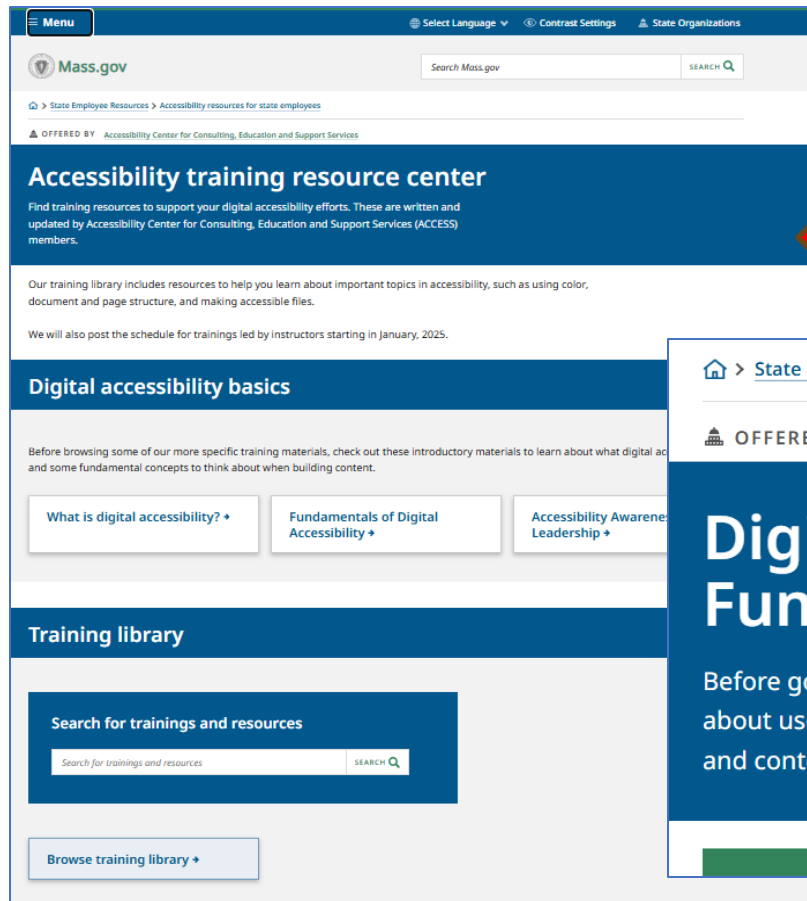 Menu
Select Language
Contrast Settings
State Organizations
Mass.gov
Search Mass.gov
SEARCH
> State Employee Resources > Accessibility resources for state employees
OFFERED BY Accessibility Center for Consulting, Education and Support Services
Accessibility training resource center
Find training resources to support your digital accessibility efforts. These are written and
updated by Accessibility Center for Consulting, Education and Support Services (ACCESS)
members.
Our training library includes resources to help you learn about important topics in accessibility, such as using color,
document and page structure, and making accessible files.
We will also post the schedule for trainings led by instructors starting in January, 2025.
Digital accessibility basics
Before browsing some of our more specific training materials, check out these introductory materials to learn about what digital ac
and some fundamental concepts to think about when building content.
What is digital accessibility?
Fundamentals of Digital
Accessibility
Accessibility Awarene
Leadership
Training library
Search for trainings and resources
Search for trainings and resources
SEARCH
Browse training library
> State
OFFERE
Dig
Fun
Before go
about us
and cont